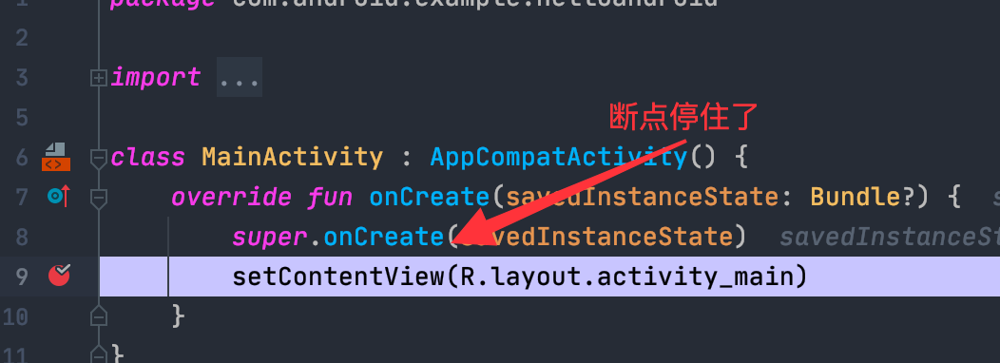 1 package com.android.example.helloandroid
2
3 import ...
5 断点停住了
6 class MainActivity : AppCompatActivity() {
7 override fun onCreate(savedInstanceState: Bundle?) { s
8 super.onCreate(savedInstanceState) savedInstanceSt
9 setContentView(R.layout.activity_main)
10 }
11 }